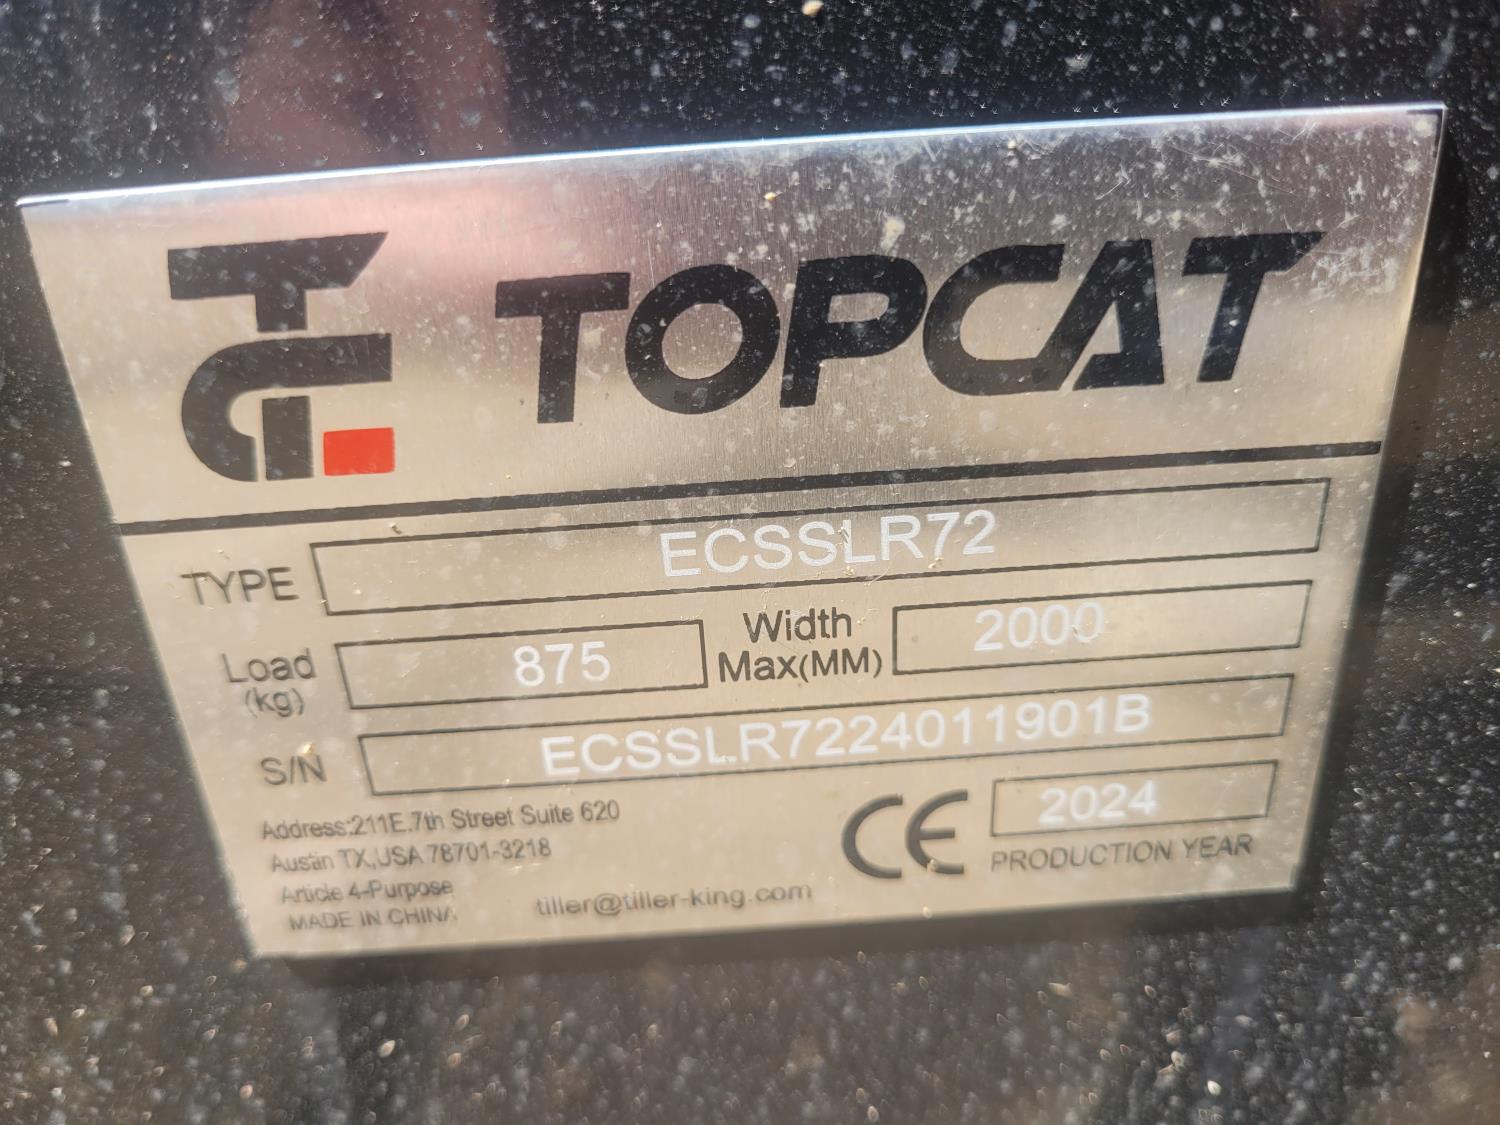 TC
TOPCAT
TYPE ECSSLR72
Load (kg) 875 Width Max(MM) 2000
S/N ECSSLR7224011901B
Address:211E.7th Street Suite 620
Austin TX,USA 78701-3218
Article 4-Purpose
MADE IN CHINA
tiller@tiller-king.com
CE
2024
PRODUCTION YEAR